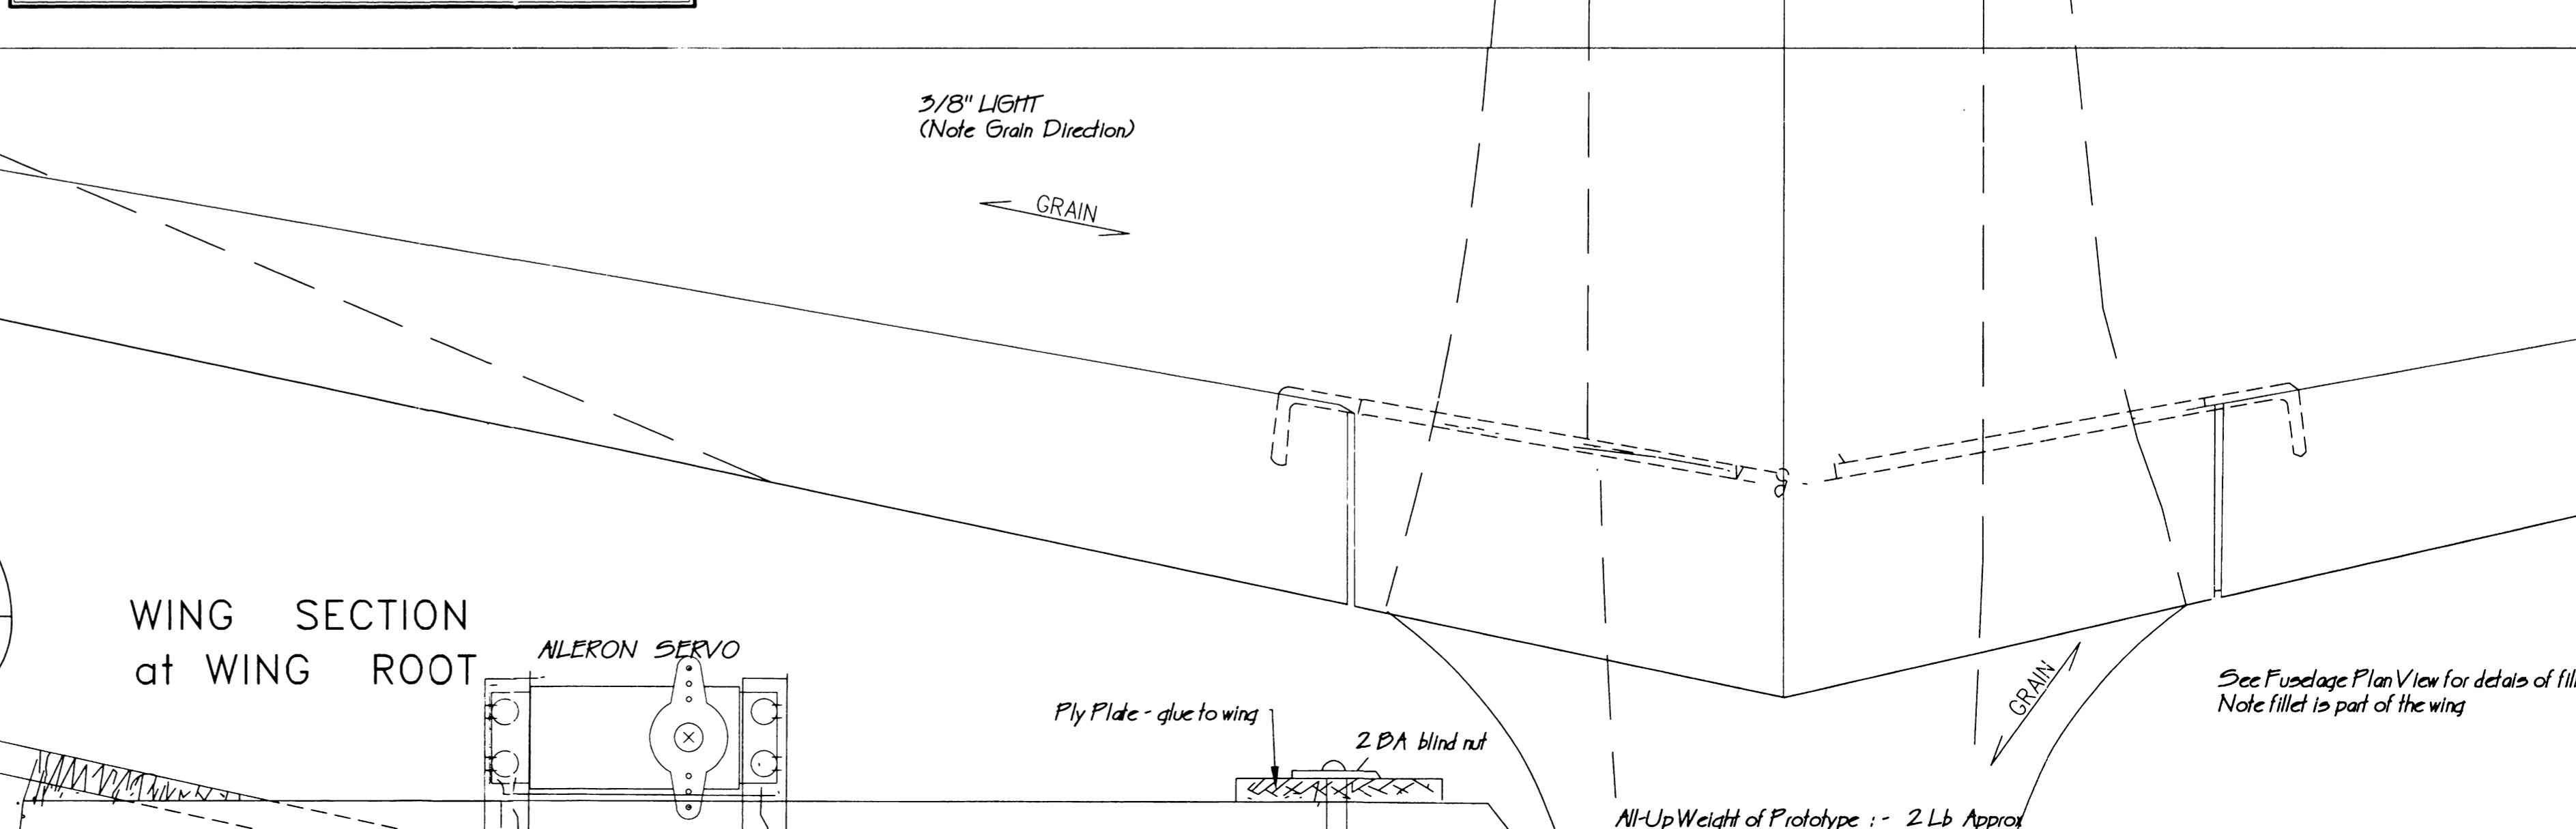 3/8" LIGHT
(Note Grain Direction)
GRAIN
WING SECTION
at WING ROOT
AILERON SERVO
Ply Plate - glue to wing
2 BA blind nut
GRAIN
See Fuselage Plan View for details of
Note fillet is part of the wing
All-Up Weight of Prototype :- 2 Lb Approx